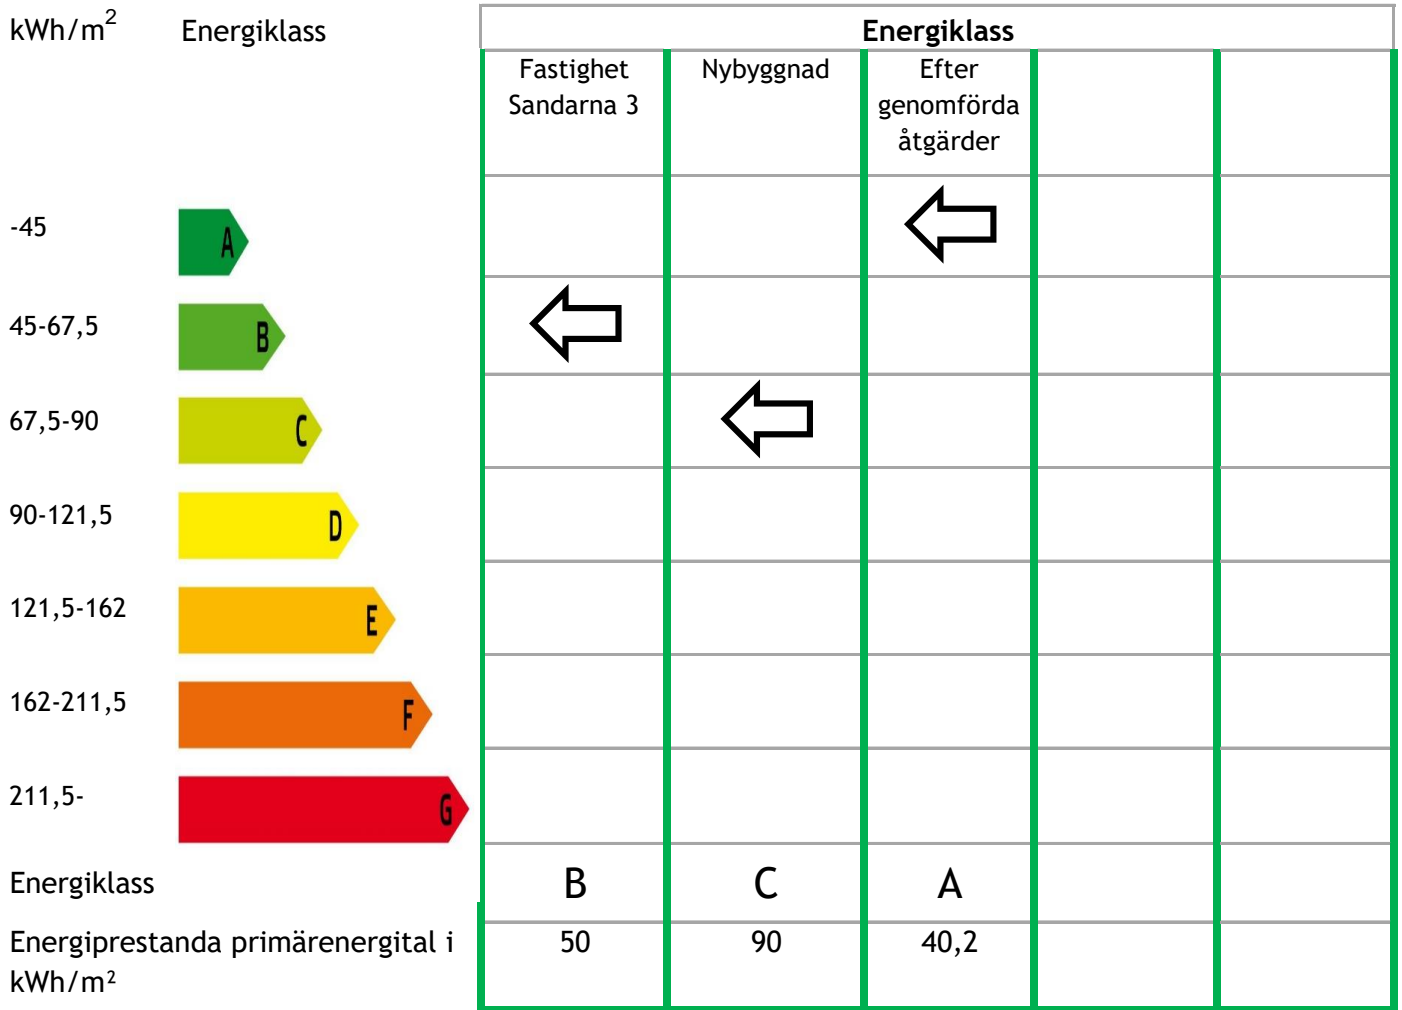 kWh/m² Energiklass Energiklass
Fastighet Nybyggnad Efter
Sandarna 3 genomförda
åtgärder
-45 A
45-67,5 B
67,5-90 C
90-121,5 D
121,5-162 E
162-211,5 F
211,5- G
Energiklass B C A
Energiprestanda primärenergital i 50 90 40,2
kWh/m²